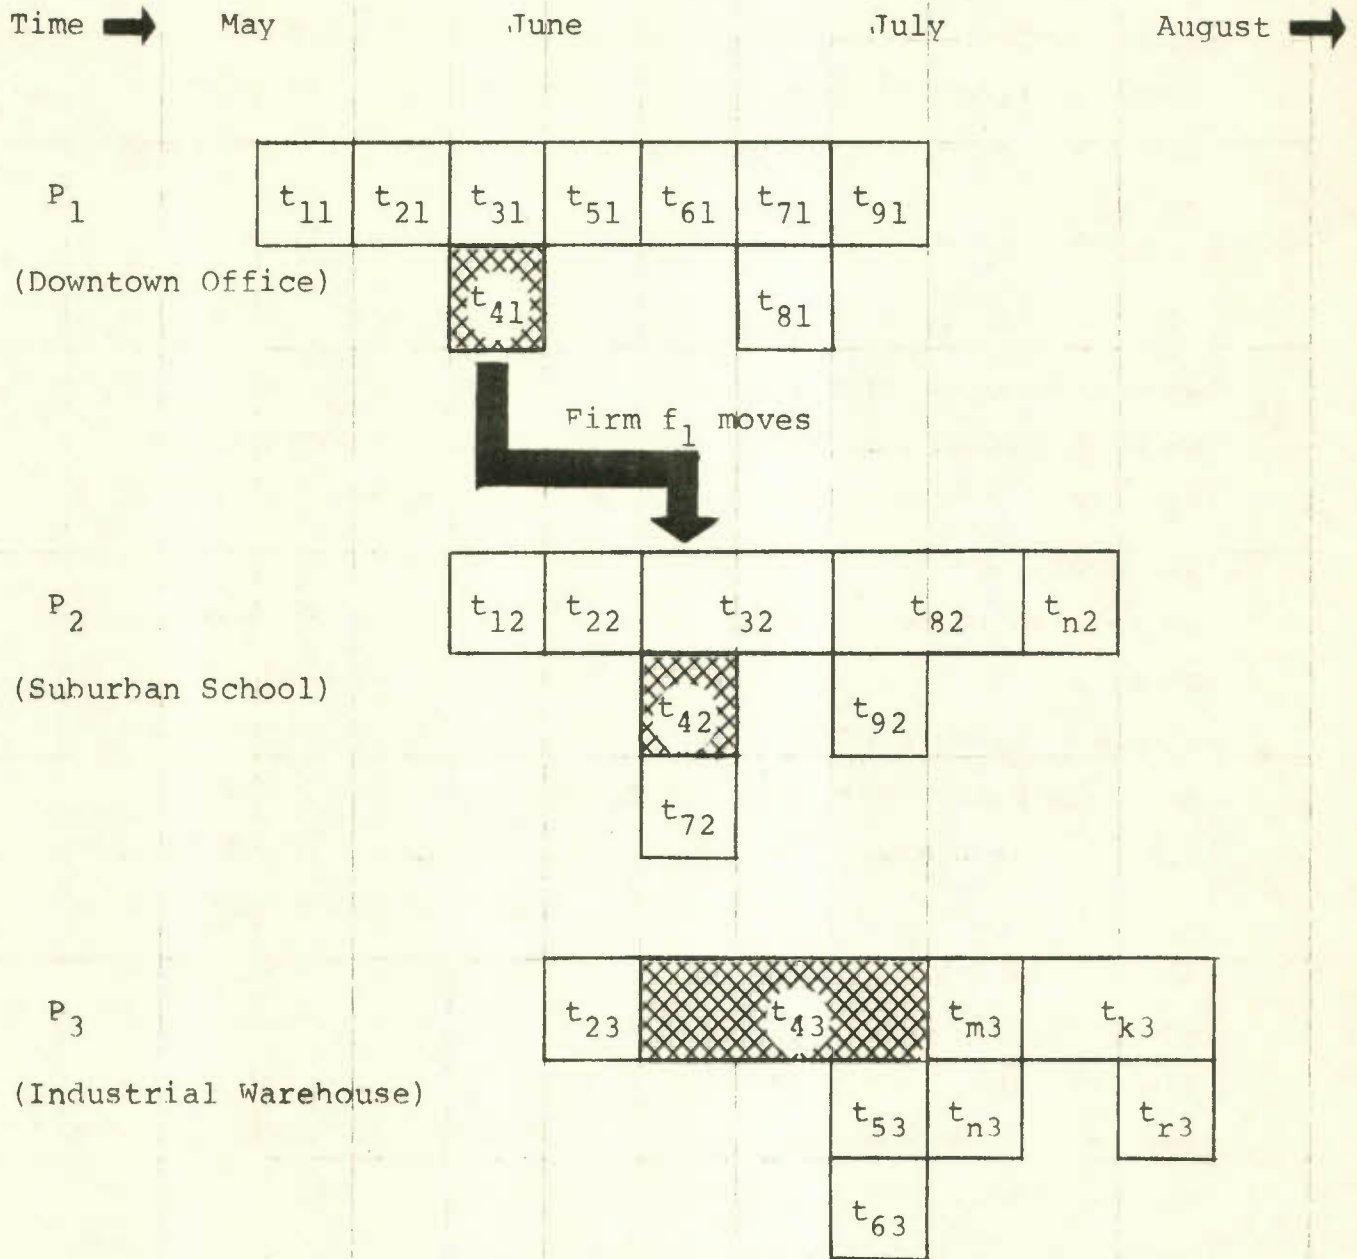 Time May June July August
P1 t11 t21 t31 t51 t61 t71 t91
(Downtown Office) t41 t81
Firm f1 moves
P2 t12 t22 t32 t82 tn2
(Suburban School) t42 t92
t72
P3 t23 t43 tm3 tk3
(Industrial Warehouse) t53 tn3 tr3
t63